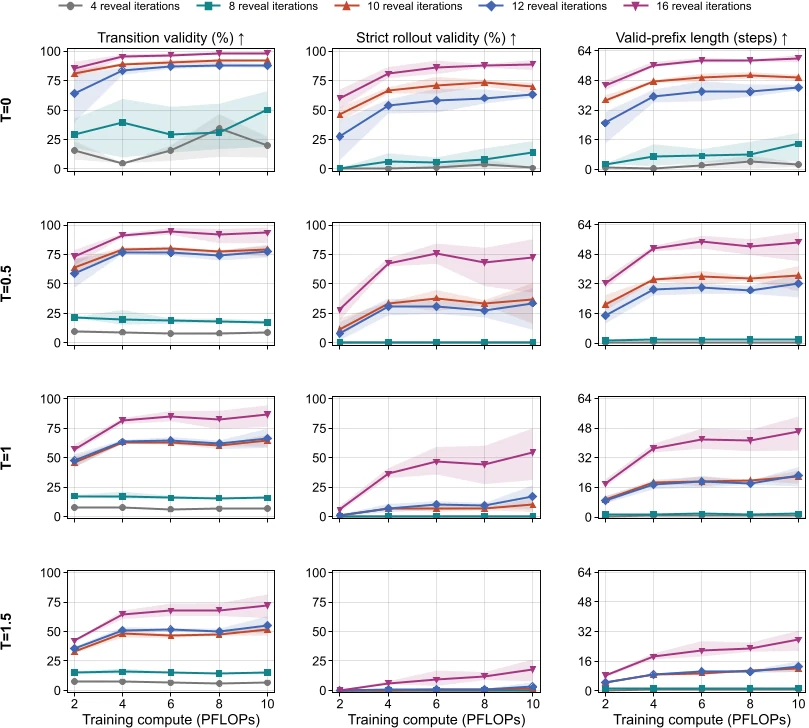 4 reveal iterations 8 reveal iterations 10 reveal iterations 12 reveal iterations 16 reveal iterations
Transition validity (%) ↑ Strict rollout validity (%) ↑ Valid-prefix length (steps) ↑
T=0
100 75 50 25 0
100 75 50 25 0
64 48 32 16 0
T=0.5
100 75 50 25 0
100 75 50 25 0
64 48 32 16 0
T=1
100 75 50 25 0
100 75 50 25 0
64 48 32 16 0
T=1.5
100 75 50 25 0
100 75 50 25 0
64 48 32 16 0
2 4 6 8 10 2 4 6 8 10 2 4 6 8 10
Training compute (PFLOPs) Training compute (PFLOPs) Training compute (PFLOPs)